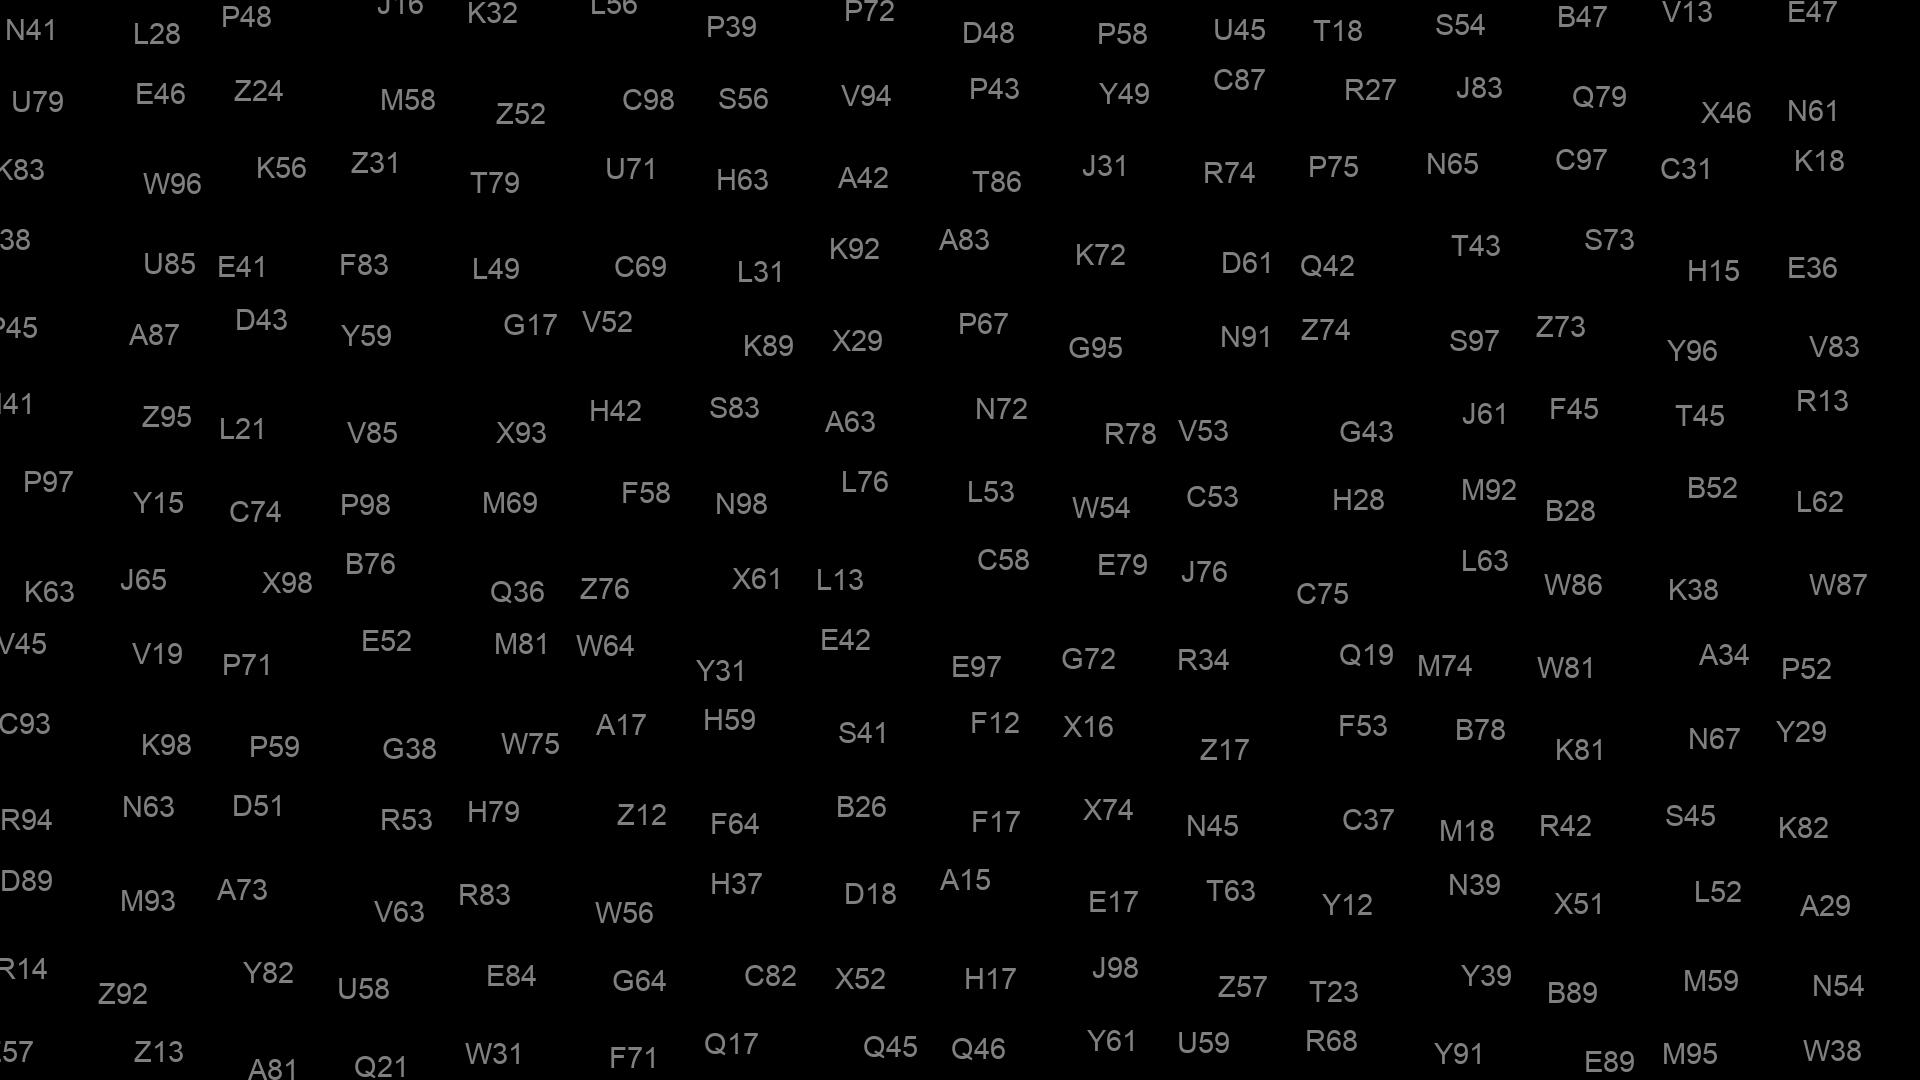 N41 L28 P48 J16 K32 L56 P39 P72 D48 P58 U45 T18 S54 B47 V13 E47
U79 E46 Z24 M58 Z52 C98 S56 V94 P43 Y49 C87 R27 J83 Q79 X46 N61
K83 W96 K56 Z31 T79 U71 H63 A42 T86 J31 R74 P75 N65 C97 C31 K18
38 U85 E41 F83 L49 C69 L31 K92 A83 K72 D61 Q42 T43 S73 H15 E36
P45 A87 D43 Y59 G17 V52 K89 X29 P67 G95 N91 Z74 S97 Z73 Y96 V83
41 Z95 L21 V85 X93 H42 S83 A63 N72 R78 V53 G43 J61 F45 T45 R13
P97 Y15 C74 P98 M69 F58 N98 L76 L53 W54 C53 H28 M92 B28 B52 L62
K63 J65 X98 B76 Q36 Z76 X61 L13 C58 E79 J76 C75 L63 W86 K38 W87
V45 V19 P71 E52 M81 W64 Y31 E42 E97 G72 R34 Q19 M74 W81 A34 P52
C93 K98 P59 G38 W75 A17 H59 S41 F12 X16 Z17 F53 B78 K81 N67 Y29
R94 N63 D51 R53 H79 Z12 F64 B26 F17 X74 N45 C37 M18 R42 S45 K82
D89 M93 A73 V63 R83 W56 H37 D18 A15 E17 T63 Y12 N39 X51 L52 A29
R14 Z92 Y82 U58 E84 G64 C82 X52 H17 J98 Z57 T23 Y39 B89 M59 N54
57 Z13 A81 Q21 W31 F71 Q17 Q45 Q46 Y61 U59 R68 Y91 E89 M95 W38